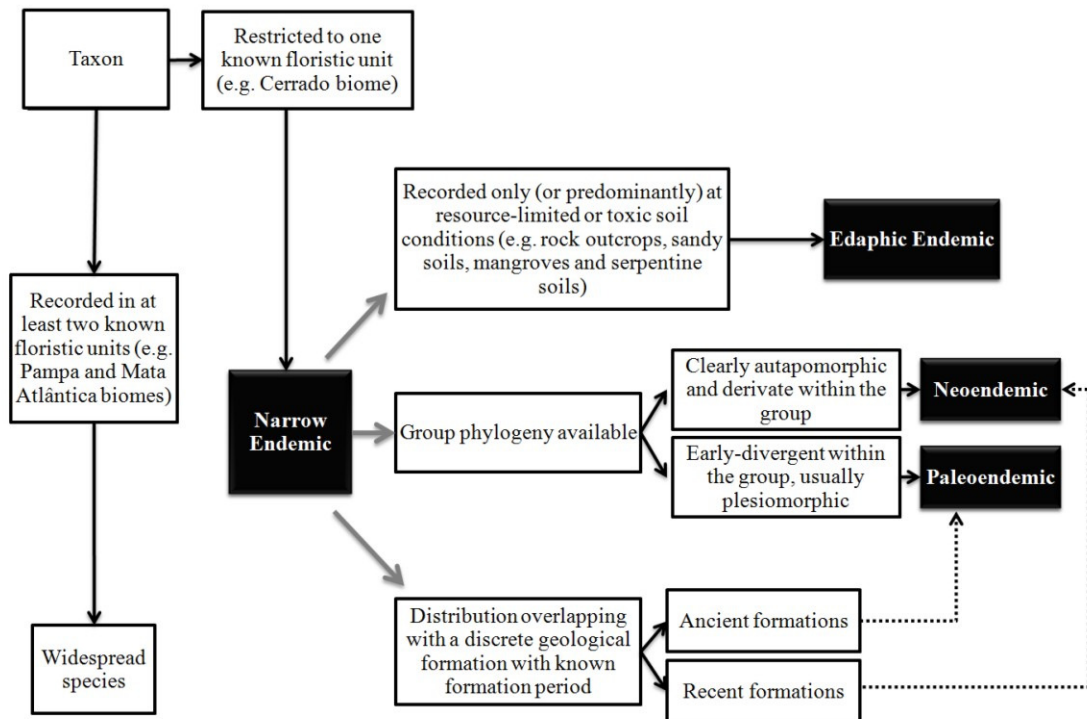 Taxon
Restricted to one
known floristic unit
(e.g. Cerrado biome)
Recorded in at
least two known
floristic units (e.g.
Pampa and Mata
Atlântica biomes)
Widespread
species
Narrow
Endemic
Recorded only (or predominantly) at
resource-limited or toxic soil
conditions (e.g. rock outcrops, sandy
soils, mangroves and serpentine
soils)
Edaphic Endemic
Group phylogeny available
Clearly autapomorphic
and derivate within the
group
Neoendemic
Early-divergent within
the group, usually
plesiomorphic
Paleoendemic
Distribution overlapping
with a discrete geological
formation with known
formation period
Ancient formations
Recent formations